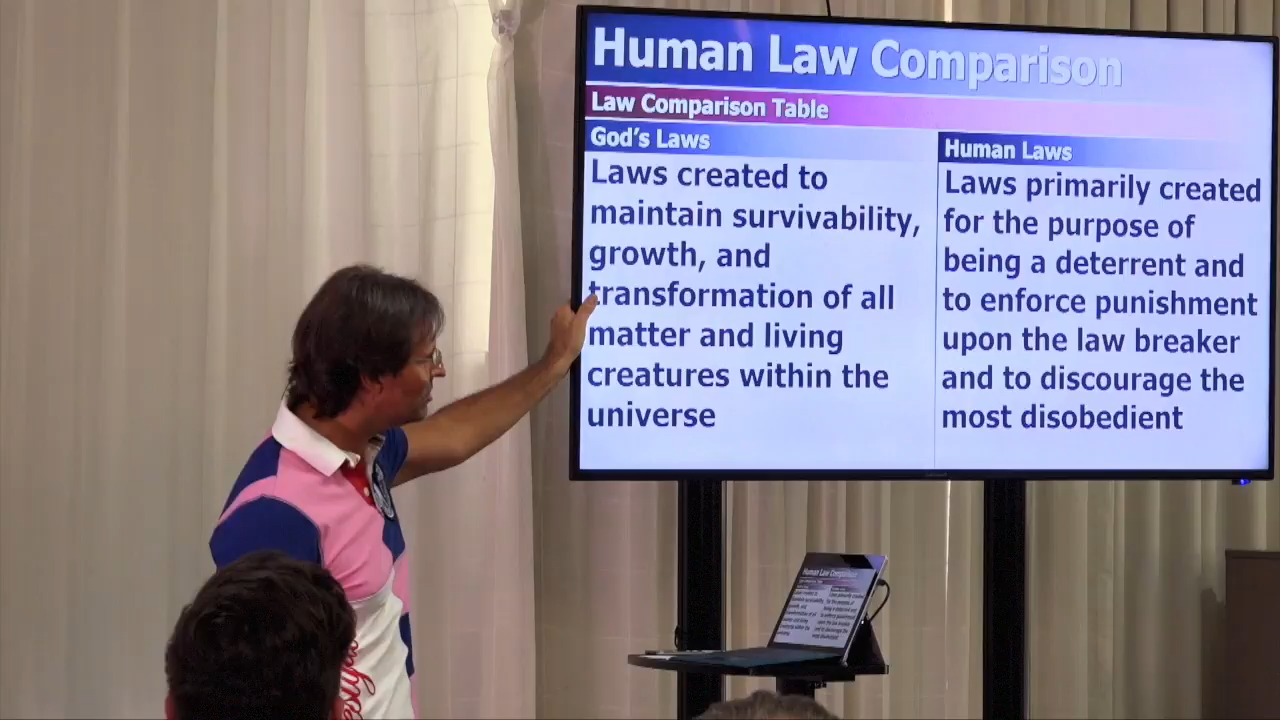 Human Law Comparison
Law Comparison Table
God's Laws
Laws created to
maintain survivability,
growth, and
transformation of all
matter and living
creatures within the
universe
Human Laws
Laws primarily created
for the purpose of
being a deterrent and
to enforce punishment
upon the law breaker
and to discourage the
most disobedient
Human Law Comparison